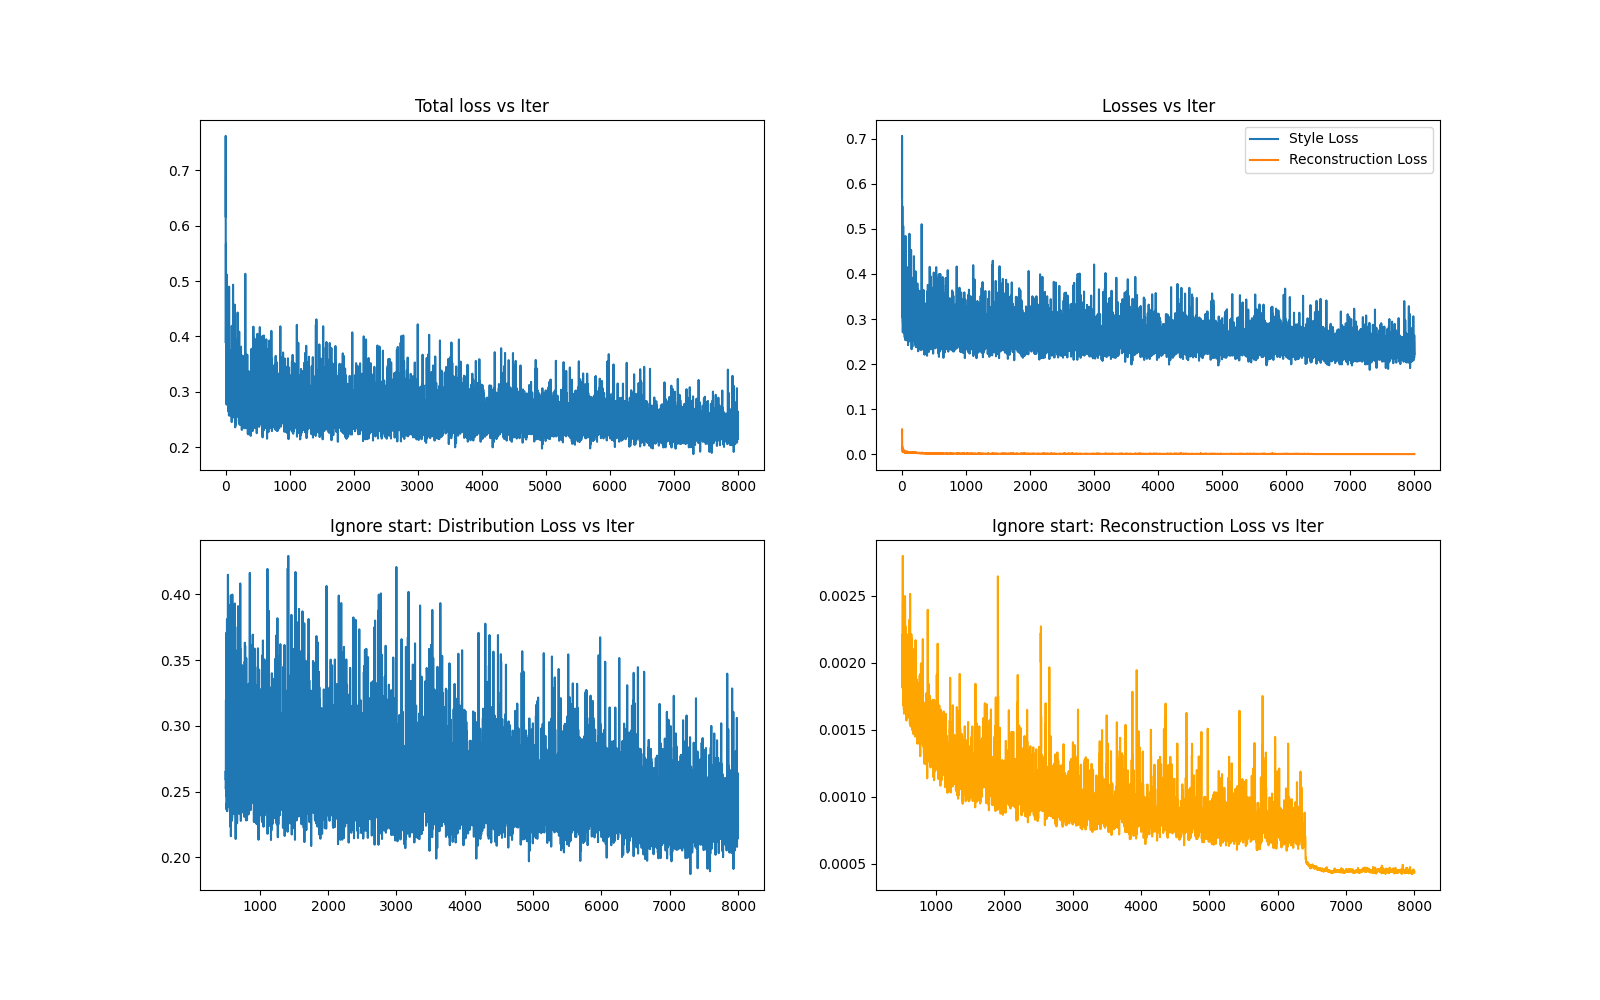 Total loss vs Iter
0.7
0.6
0.5
0.4
0.3
0.2
0 1000 2000 3000 4000 5000 6000 7000 8000
Losses vs Iter
Style Loss
Reconstruction Loss
0.7
0.6
0.5
0.4
0.3
0.2
0.1
0.0
0 1000 2000 3000 4000 5000 6000 7000 8000
Ignore start: Distribution Loss vs Iter
0.40
0.35
0.30
0.25
0.20
1000 2000 3000 4000 5000 6000 7000 8000
Ignore start: Reconstruction Loss vs Iter
0.0025
0.0020
0.0015
0.0010
0.0005
1000 2000 3000 4000 5000 6000 7000 8000